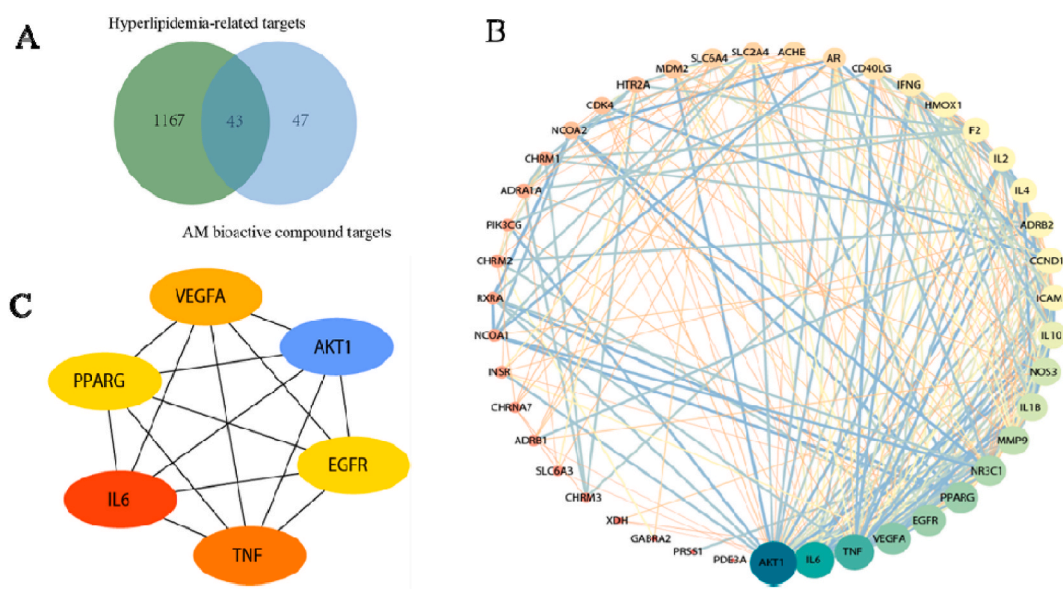 A
Hyperlipidemia-related targets
1167
43
47
AM bioactive compound targets
B
SLC2A4
ACHE
AR
CD40LG
IFNG
HMOX1
F2
IL2
IL4
ADRB2
CCND1
ICAM
IL10
NOS3
IL1B
MMP9
NR3C1
PPARG
EGFR
VEGFA
TNF
IL6
AKT1
PDE3A
PRSS1
GABRA2
XDH
CHRM3
SLC6A3
ADRB1
CHRNA7
INSR
NCOA1
RXRA
CHRM2
PIK3CG
ADRA1A
CHRM1
NCOA2
CDK4
HTR2A
MDM2
SLC6A4
C
VEGFA
AKT1
PPARG
EGFR
IL6
TNF